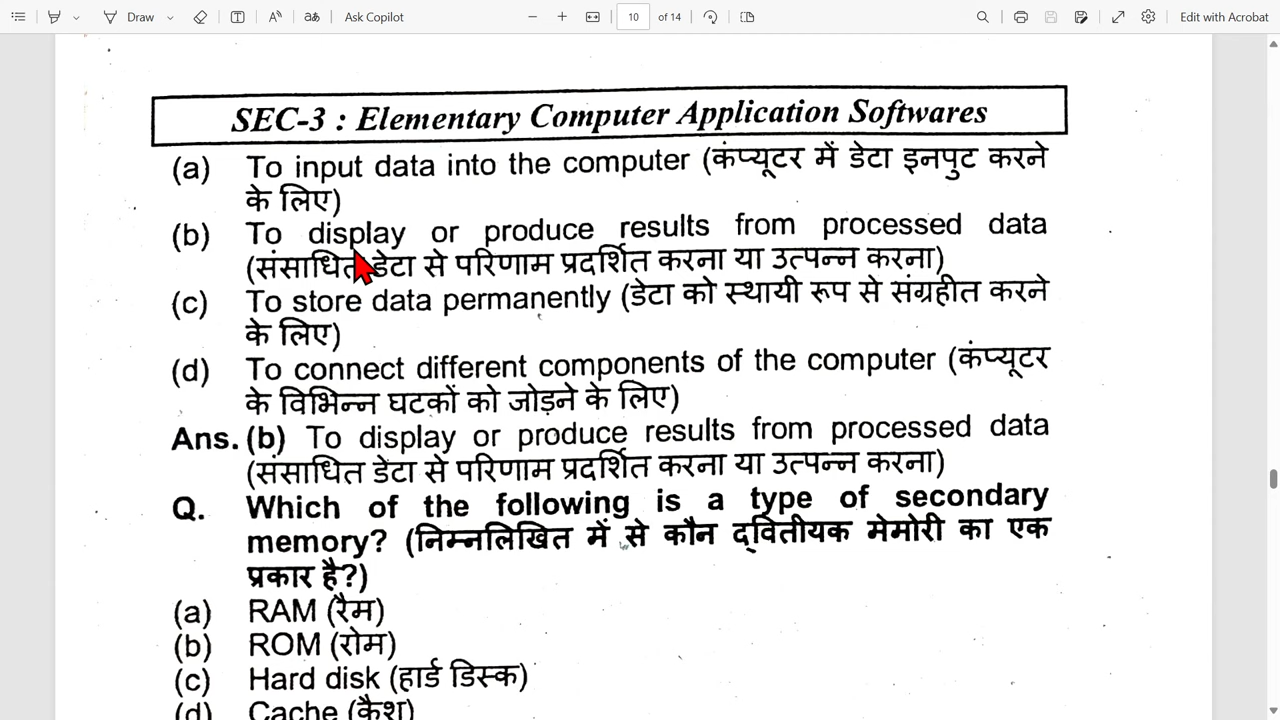 Draw
Ask Copilot
10 of 14
Edit with Acrobat
SEC-3 : Elementary Computer Application Softwares
(a) To input data into the computer (कंप्यूटर में डेटा इनपुट करने
के लिए)
(b) To display or produce results from processed data
(संसाधित डेटा से परिणाम प्रदर्शित करना या उत्पन्न करना)
(c) To store data permanently (डेटा को स्थायी रूप से संग्रहीत करने
के लिए)
(d) To connect different components of the computer (कंप्यूटर
के विभिन्न घटकों को जोड़ने के लिए)
Ans. (b) To display or produce results from processed data
(संसाधित डेटा से परिणाम प्रदर्शित करना या उत्पन्न करना)
Q. Which of the following is a type of secondary
memory? (निम्नलिखित में से कौन द्वितीयक मेमोरी का एक
प्रकार है?)
(a) RAM (रैम)
(b) ROM (रोम)
(c) Hard disk (हार्ड डिस्क)
(d) Cache (कैश)